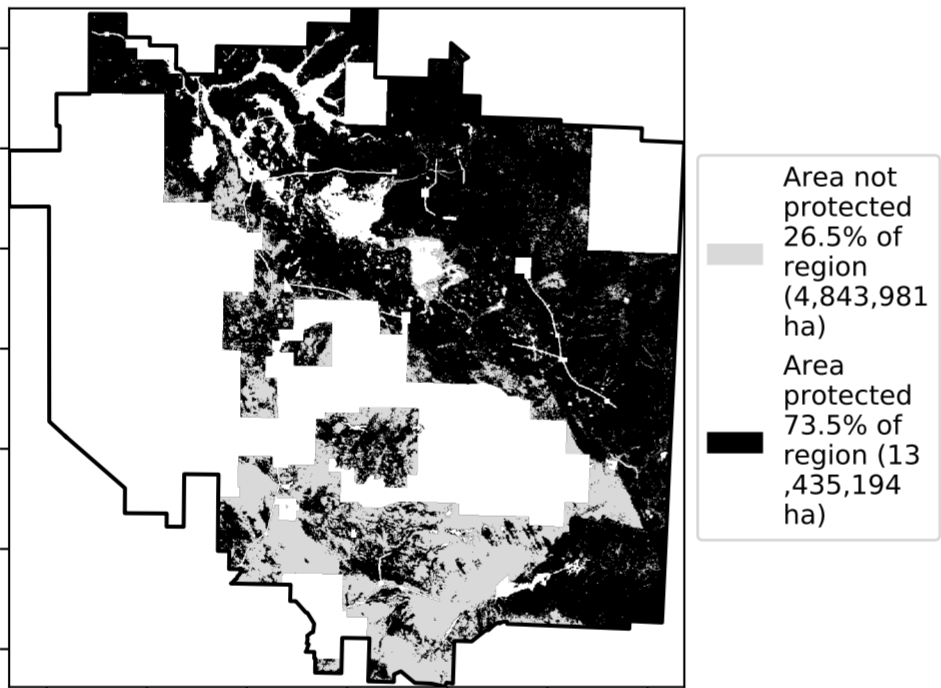 Area not
protected
26.5% of
region
(4,843,981
ha)
Area
protected
73.5% of
region (13
,435,194
ha)